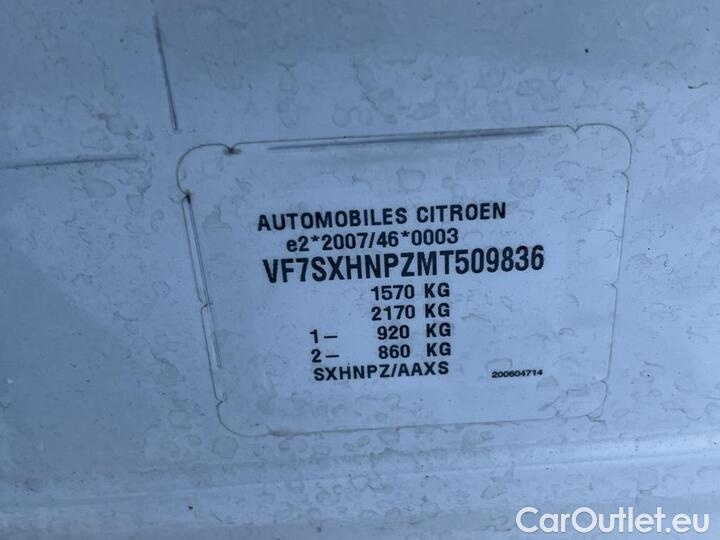 AUTOMOBILES CITROEN
e2*2007/46*0003
VF7SXHNPZMT509836
1570 KG
2170 KG
1– 920 KG
2– 860 KG
SXHNPZ/AAXS 200604714
CarOutlet.eu